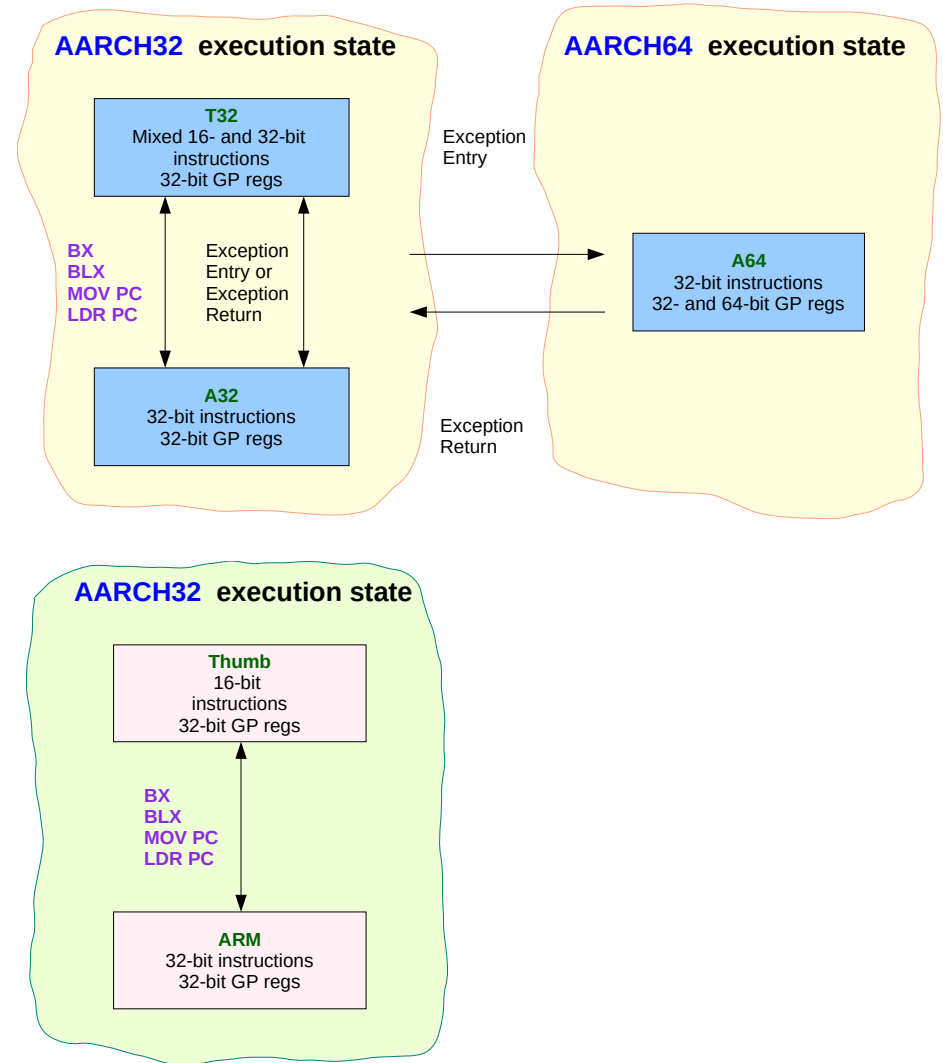 AARCH32 execution state
T32
Mixed 16- and 32-bit
instructions
32-bit GP regs
BX
BLX
MOV PC
LDR PC
Exception
Entry or
Exception
Return
A32
32-bit instructions
32-bit GP regs
Exception
Entry
Exception
Return
AARCH64 execution state
A64
32-bit instructions
32- and 64-bit GP regs
AARCH32 execution state
Thumb
16-bit
instructions
32-bit GP regs
BX
BLX
MOV PC
LDR PC
ARM
32-bit instructions
32-bit GP regs